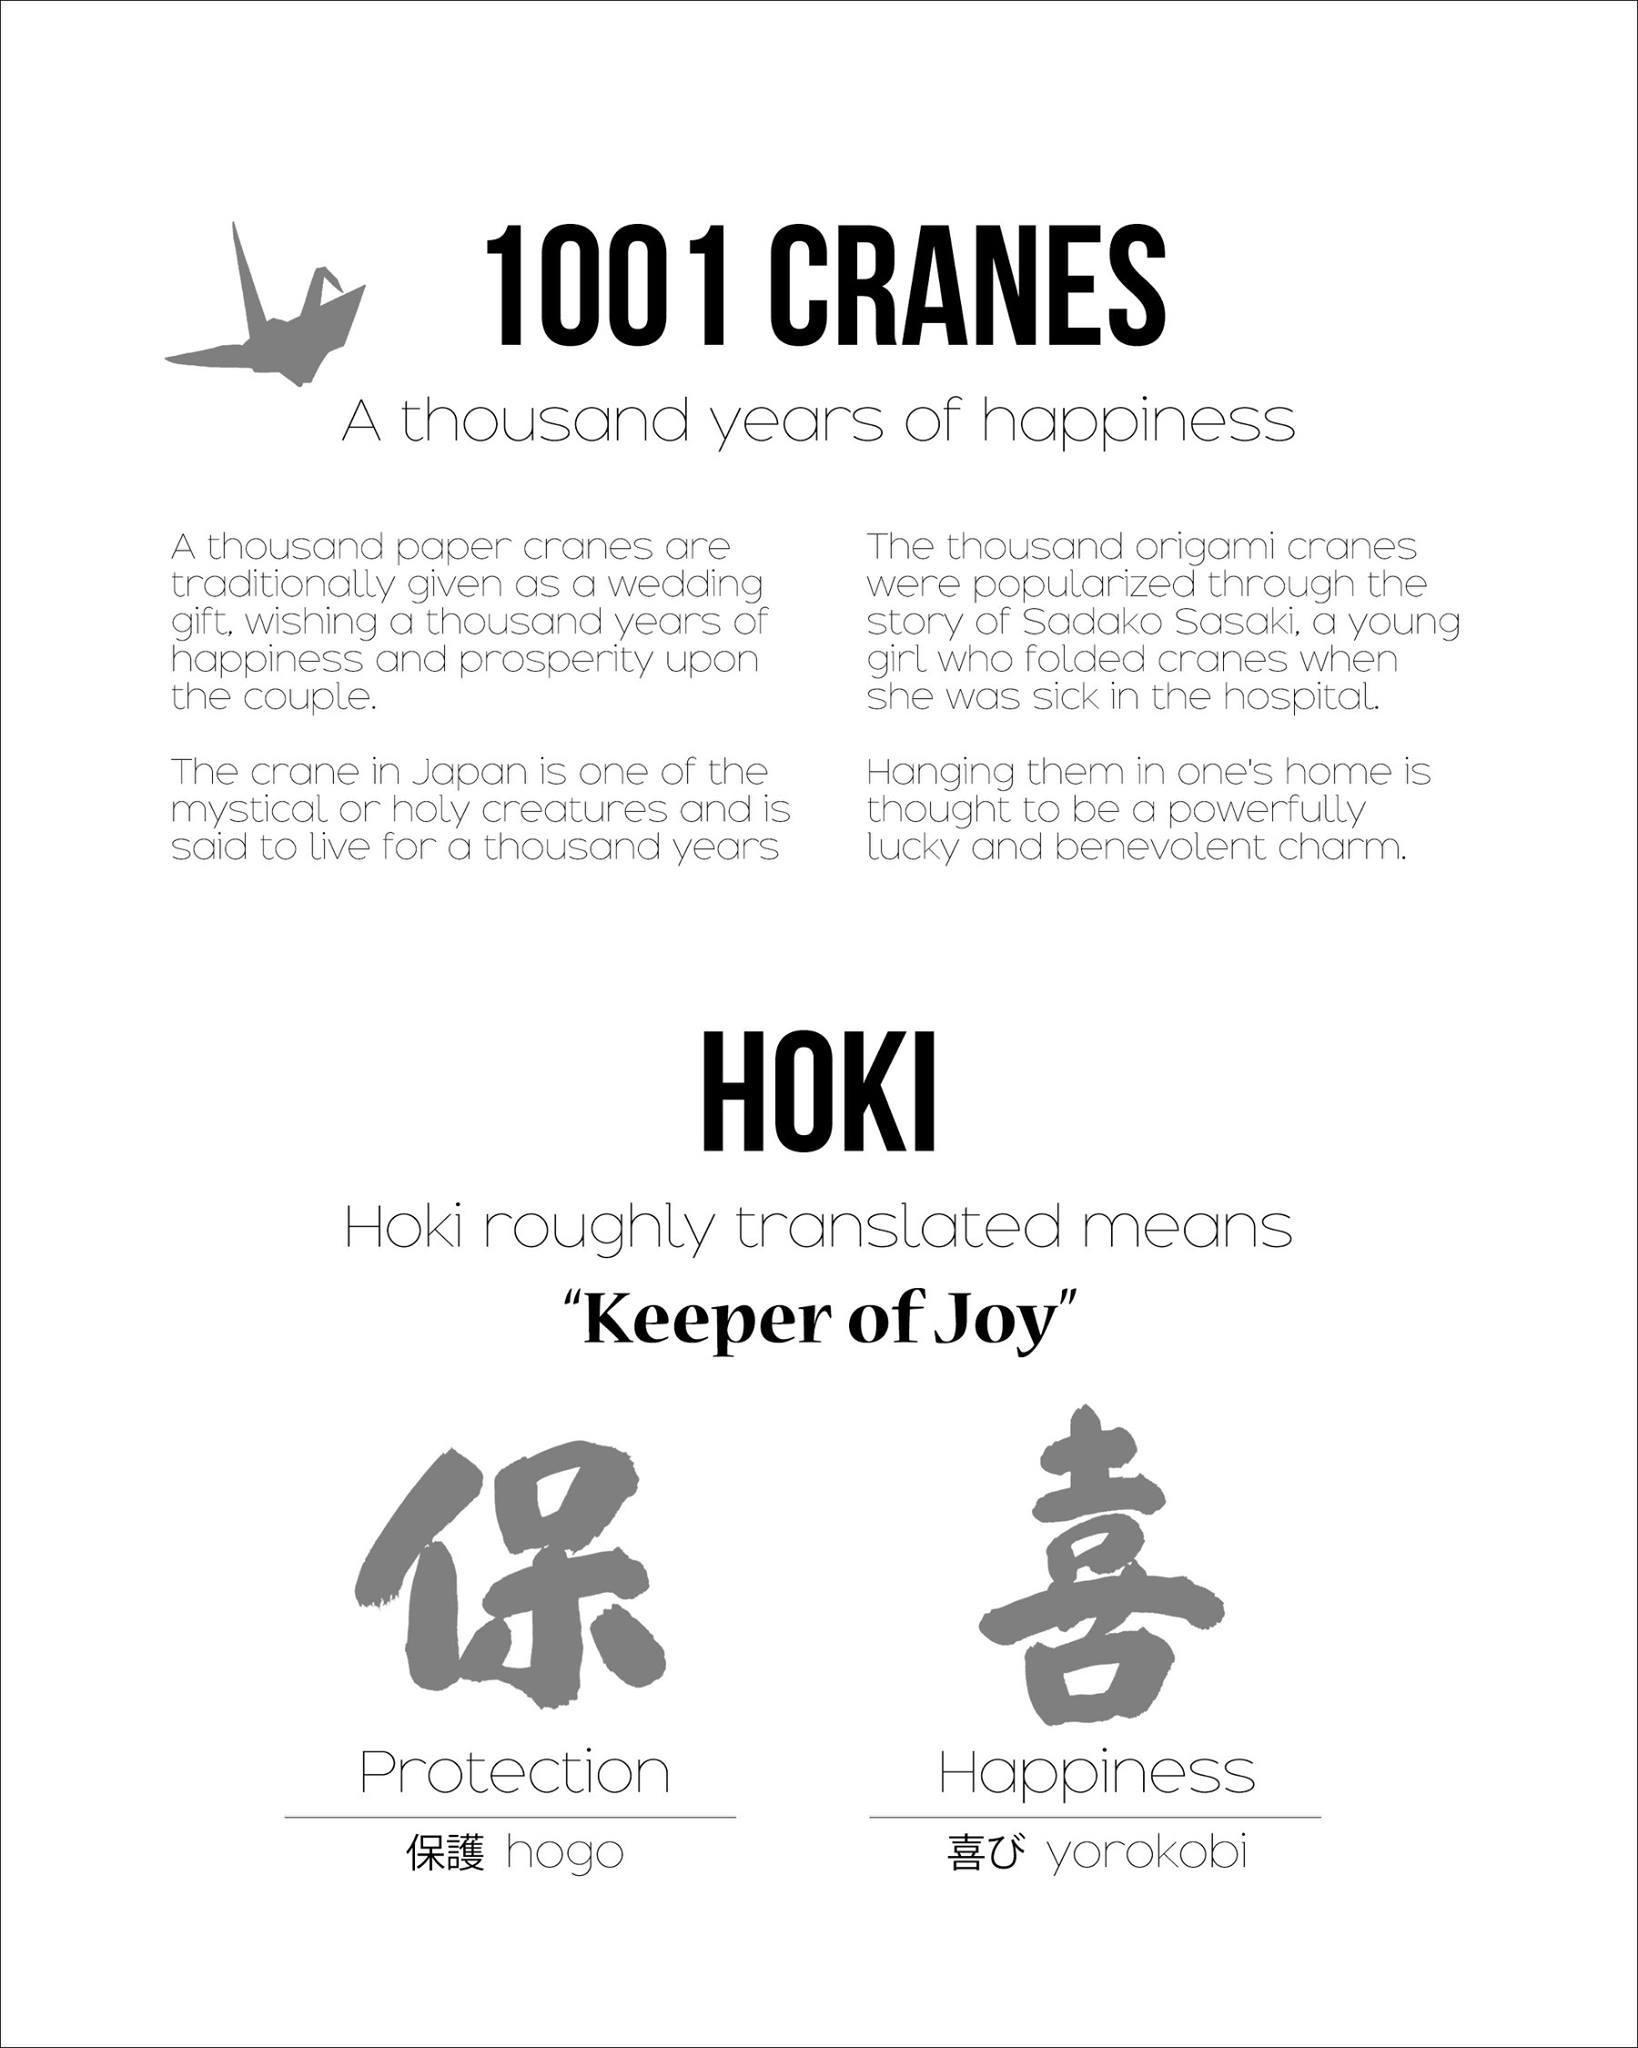 1001 CRANES
A thousand years of happiness
A thousand paper cranes are
traditionally given as a wedding
gift, wishing a thousand years of
happiness and prosperity upon
the couple.
The crane in Japan is one of the
mystical or holy creatures and is
said to live for a thousand years
The thousand origami cranes
were popularized through the
story of Sadako Sasaki, a young
girl who folded cranes when
she was sick in the hospital.
Hanging them in one's home is
thought to be a powerfully
lucky and benevolent charm.
HOKI
Hoki roughly translated means
“Keeper of Joy”
保
Protection
保護 hogo
喜
Happiness
喜び yorokobi